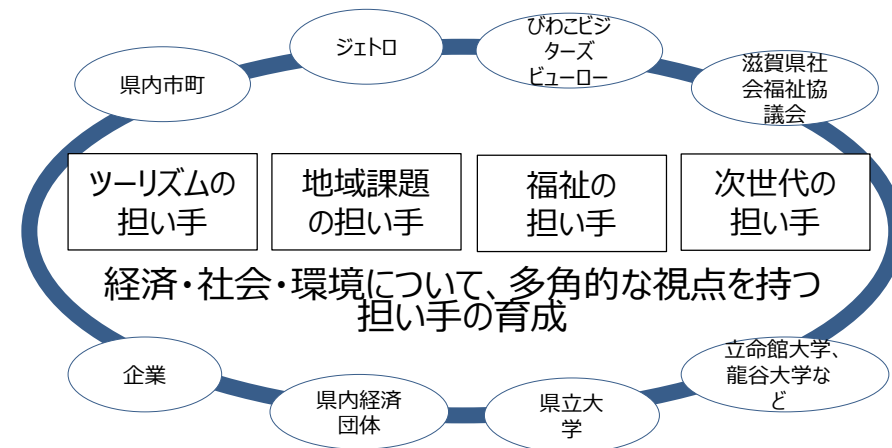 ジェトロ
びわこビジ
ターズ
ビューロー
県内市町
滋賀県社
会福祉協
議会
ツーリズムの
担い手
地域課題
の担い手
福祉の
担い手
次世代の
担い手
経済・社会・環境について、多角的な視点を持つ
担い手の育成
企業
県内経済
団体
県立大
学
立命館大学、
龍谷大学な
ど